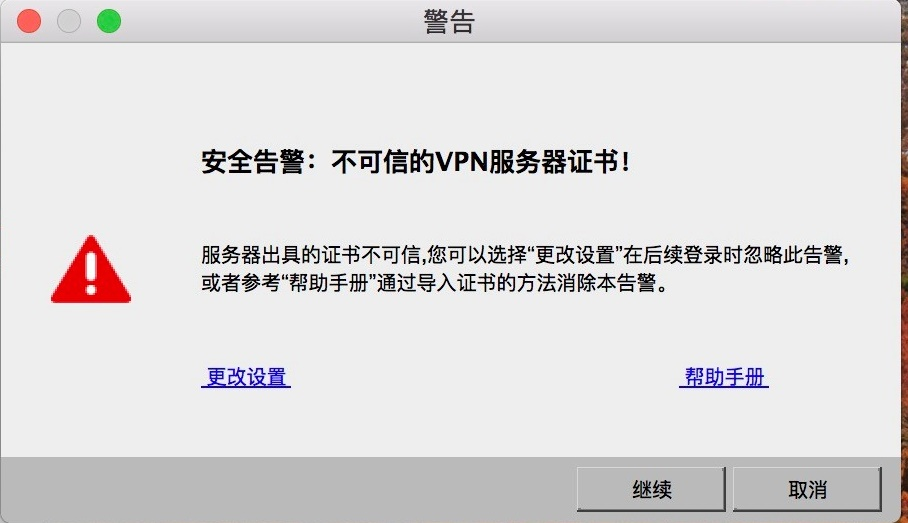 警告
安全告警：不可信的VPN服务器证书！
服务器出具的证书不可信,您可以选择“更改设置”在后续登录时忽略此告警,
或者参考“帮助手册”通过导入证书的方法消除本告警。
更改设置
帮助手册
继续
取消